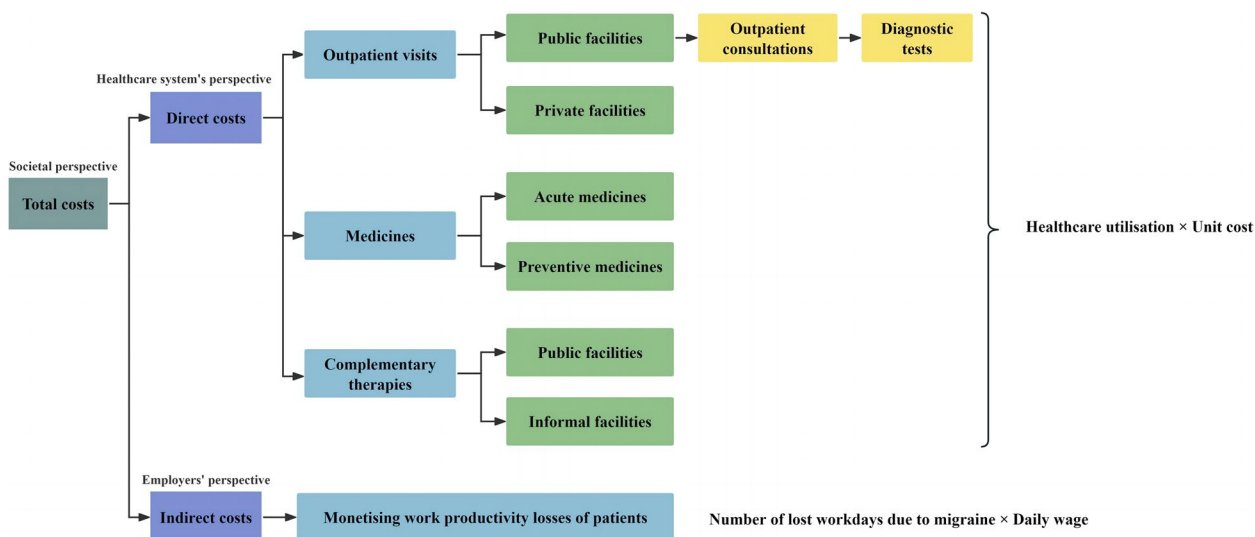 Societal perspective
Total costs
Healthcare system's perspective
Direct costs
Outpatient visits
Public facilities
Outpatient
consultations
Diagnostic
tests
Private facilities
Medicines
Acute medicines
Preventive medicines
Complementary
therapies
Public facilities
Informal facilities
Healthcare utilisation × Unit cost
Employers' perspective
Indirect costs
Monetising work productivity losses of patients
Number of lost workdays due to migraine × Daily wage